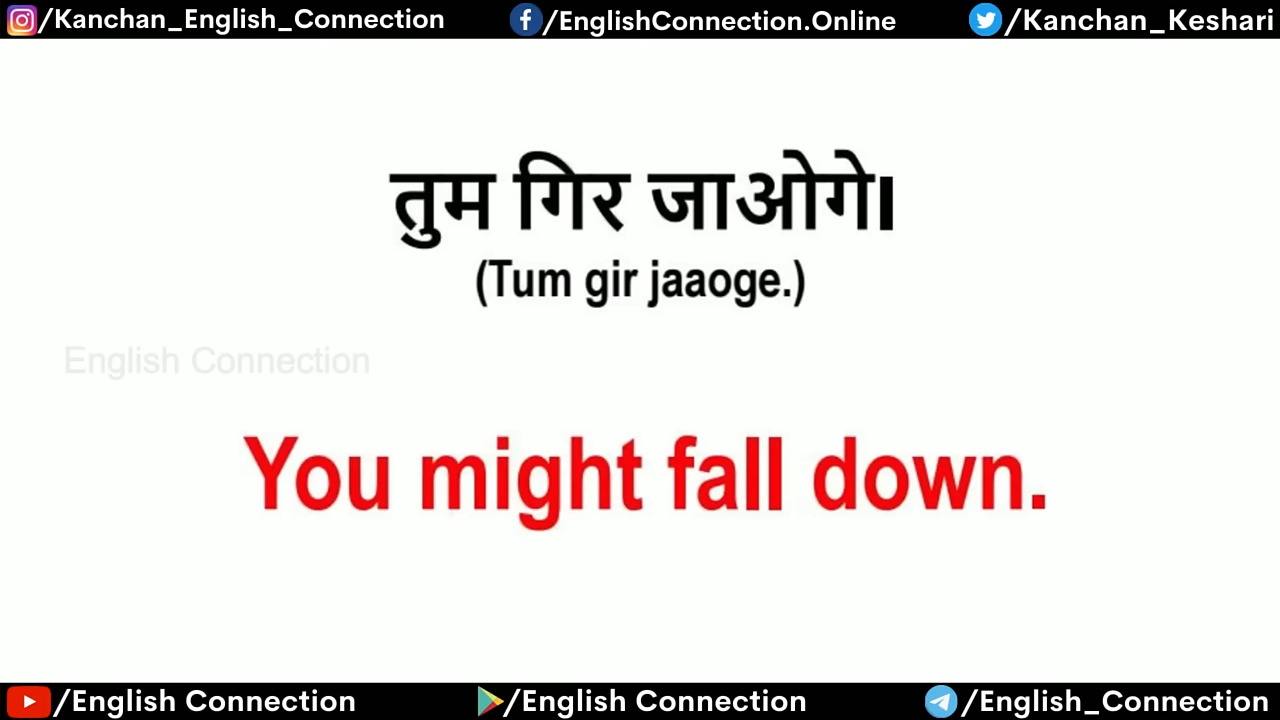 /Kanchan_English_Connection /EnglishConnection.Online /Kanchan_Keshari
तुम गिर जाओगे।
(Tum gir jaaoge.)
English Connection
You might fall down.
/English Connection /English Connection /English_Connection